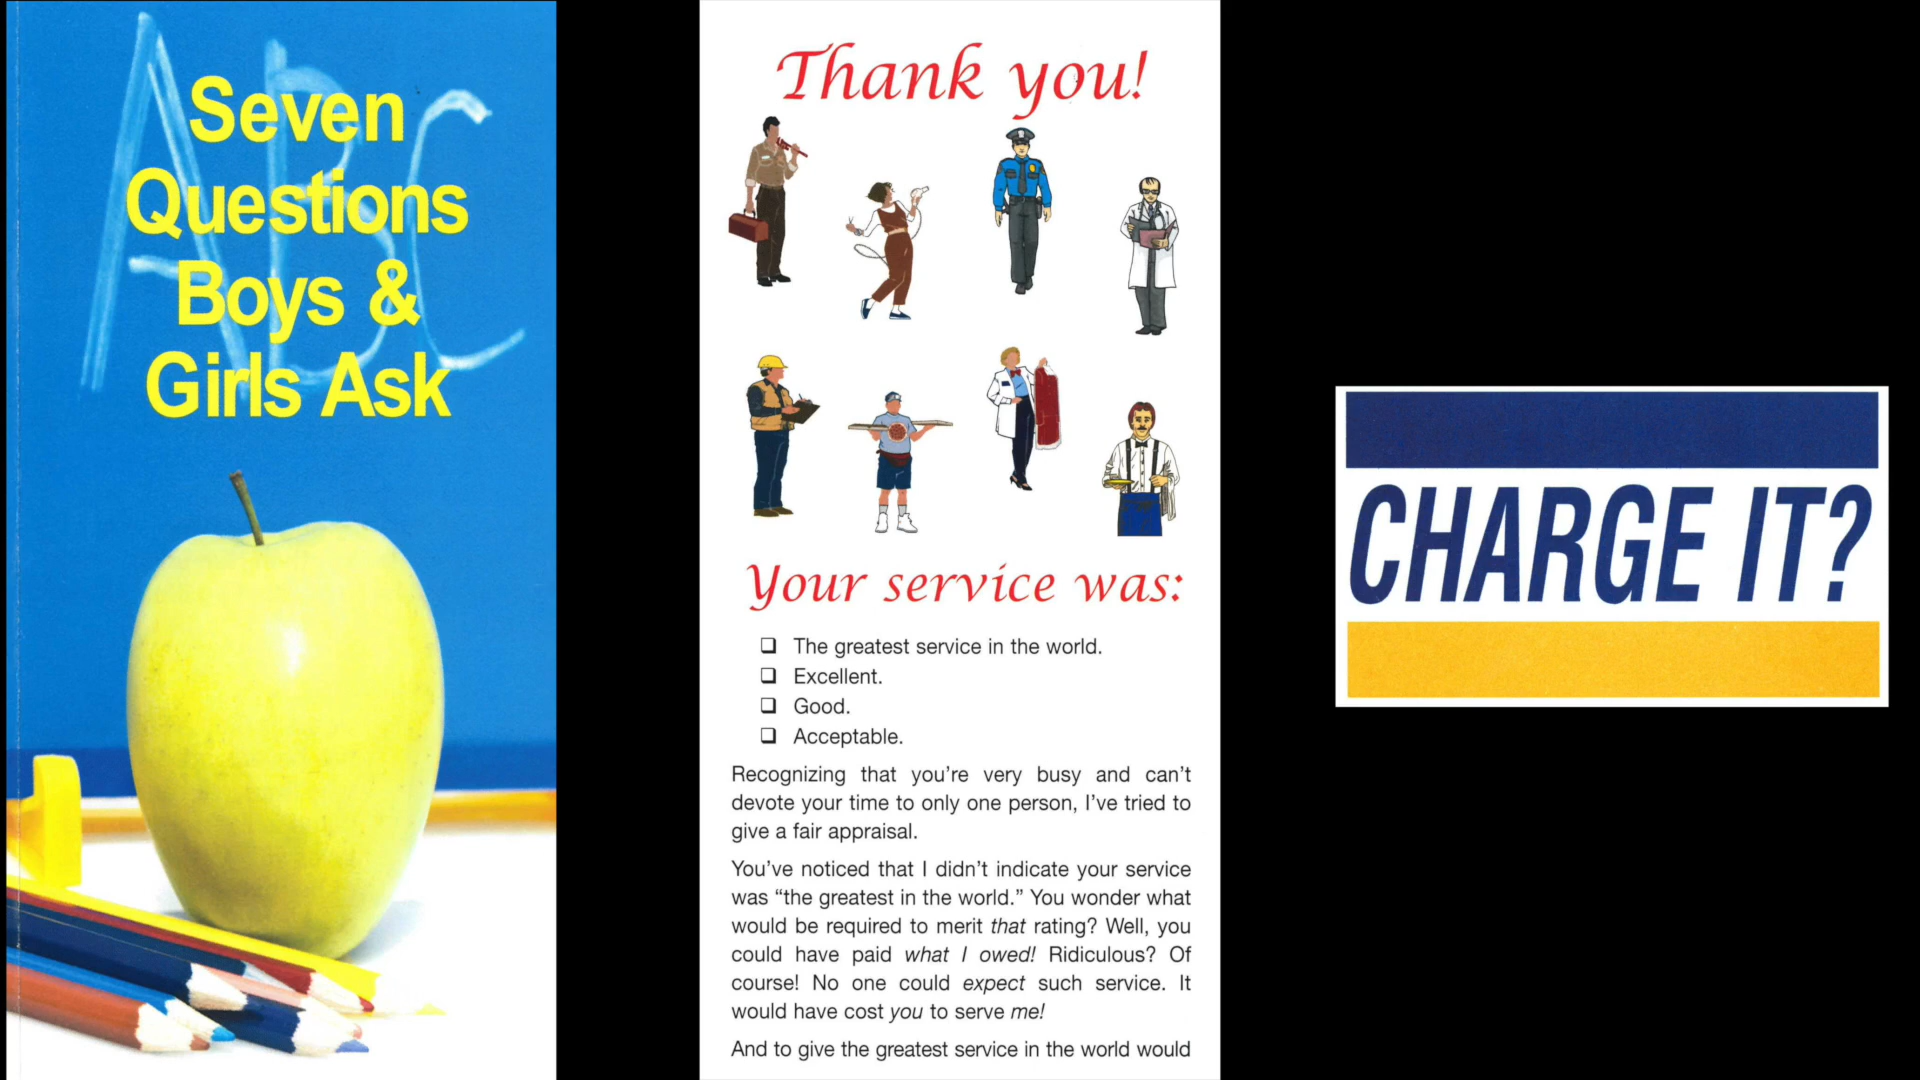 ABC
Seven
Questions
Boys &
Girls Ask
Thank you!
Your service was:
❑ The greatest service in the world.
❑ Excellent.
❑ Good.
❑ Acceptable.
Recognizing that you're very busy and can't
devote your time to only one person, I've tried to
give a fair appraisal.
You've noticed that I didn't indicate your service
was “the greatest in the world.” You wonder what
would be required to merit that rating? Well, you
could have paid what I owed! Ridiculous? Of
course! No one could expect such service. It
would have cost you to serve me!
And to give the greatest service in the world would
CHARGE IT?